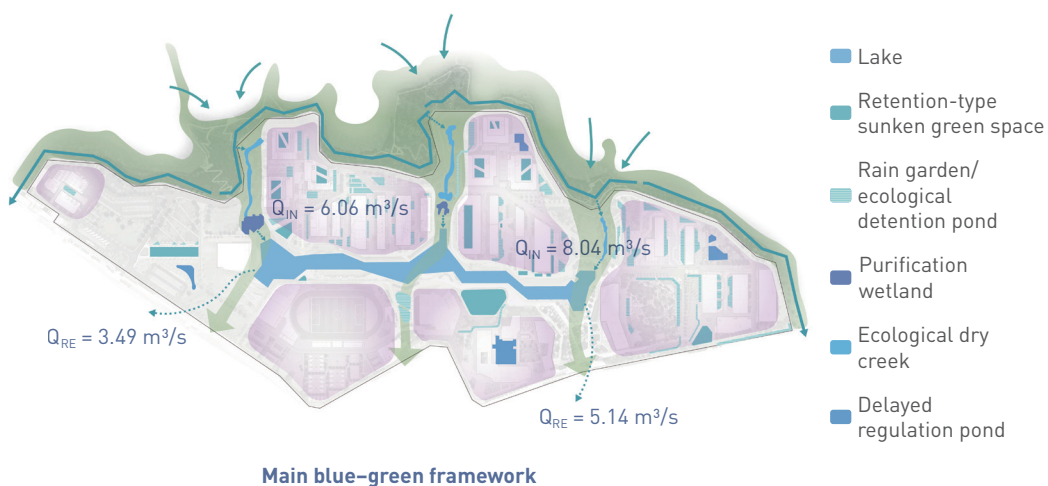 Lake
Retention-type
sunken green space
Rain garden/
ecological
detention pond
Purification
wetland
Ecological dry
creek
Delayed
regulation pond
Q_IN = 6.06 m³/s
Q_IN = 8.04 m³/s
Q_RE = 3.49 m³/s
Q_RE = 5.14 m³/s
Main blue–green framework